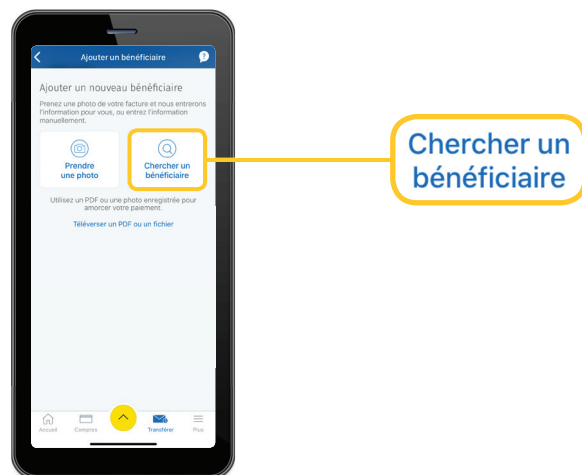 Ajouter un bénéficiaire
?
Ajouter un nouveau bénéficiaire
Prenez une photo de votre facture et nous entrerons
l'information pour vous, ou entrez l'information
manuellement.
Prendre
une photo
Chercher un
bénéficiaire
Utilisez un PDF ou une photo enregistrée pour
amorcer votre paiement.
Téléverser un PDF ou un fichier
Accueil
Comptes
Transférer
Plus
Chercher un
bénéficiaire